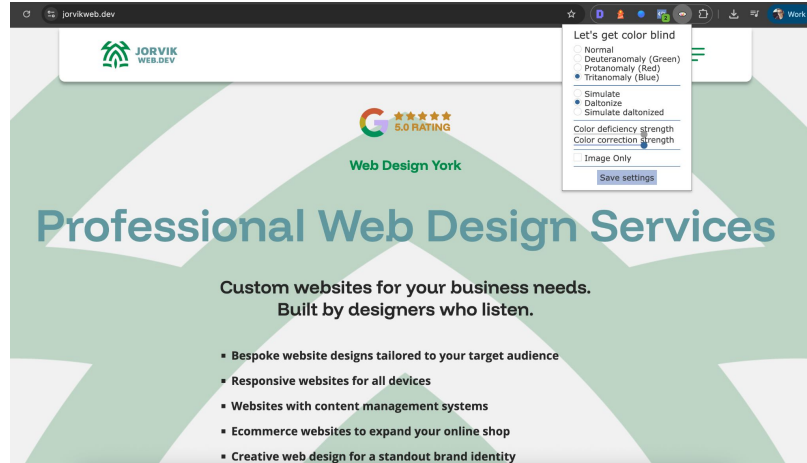 jorvikweb.dev
D
2
Work
Let's get color blind
Normal
Deuteranomaly (Green)
Protanomaly (Red)
Tritanomaly (Blue)
Simulate
Daltonize
Simulate daltonized
Color deficiency strength
Color correction strength
Image Only
Save settings
JORVIK
WEB.DEV
G
5.0 RATING
Web Design York
Professional Web Design Services
Custom websites for your business needs.
Built by designers who listen.
▪ Bespoke website designs tailored to your target audience
▪ Responsive websites for all devices
▪ Websites with content management systems
▪ Ecommerce websites to expand your online shop
▪ Creative web design for a standout brand identity